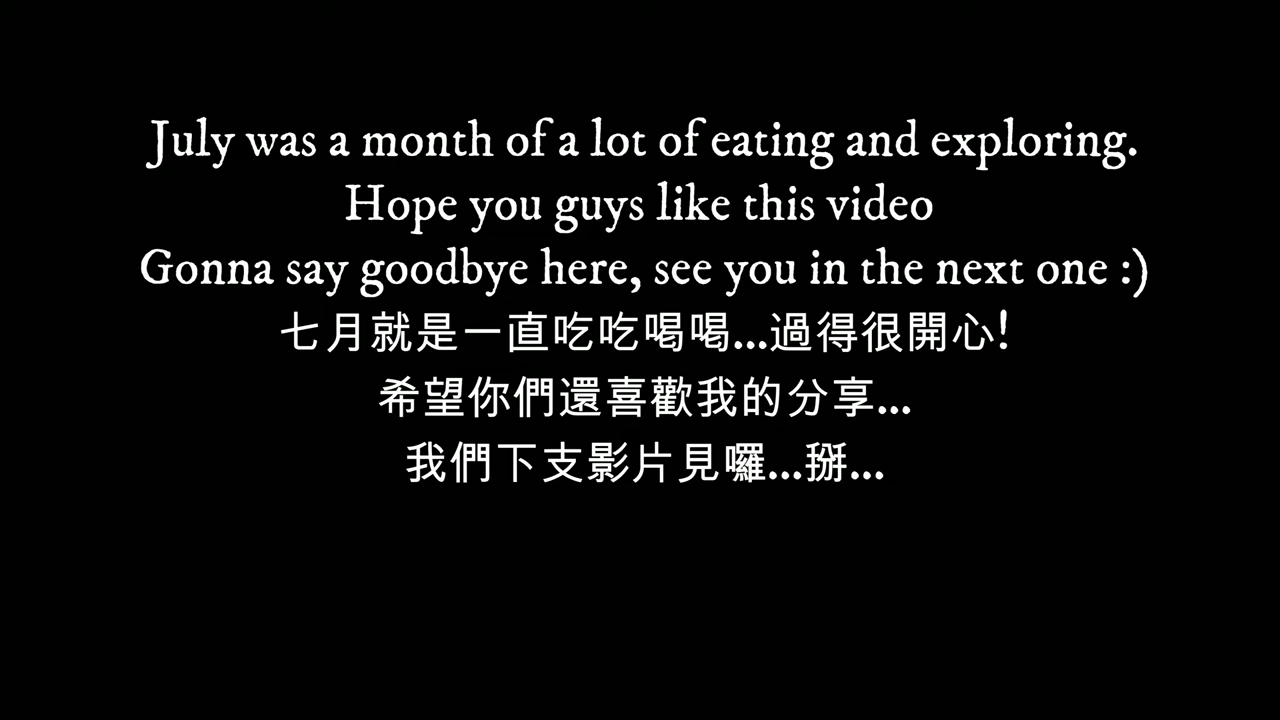 July was a month of a lot of eating and exploring.
Hope you guys like this video
Gonna say goodbye here, see you in the next one :)
七月就是一直吃吃喝喝...過得很開心!
希望你們還喜歡我的分享...
我們下支影片見囉...掰...